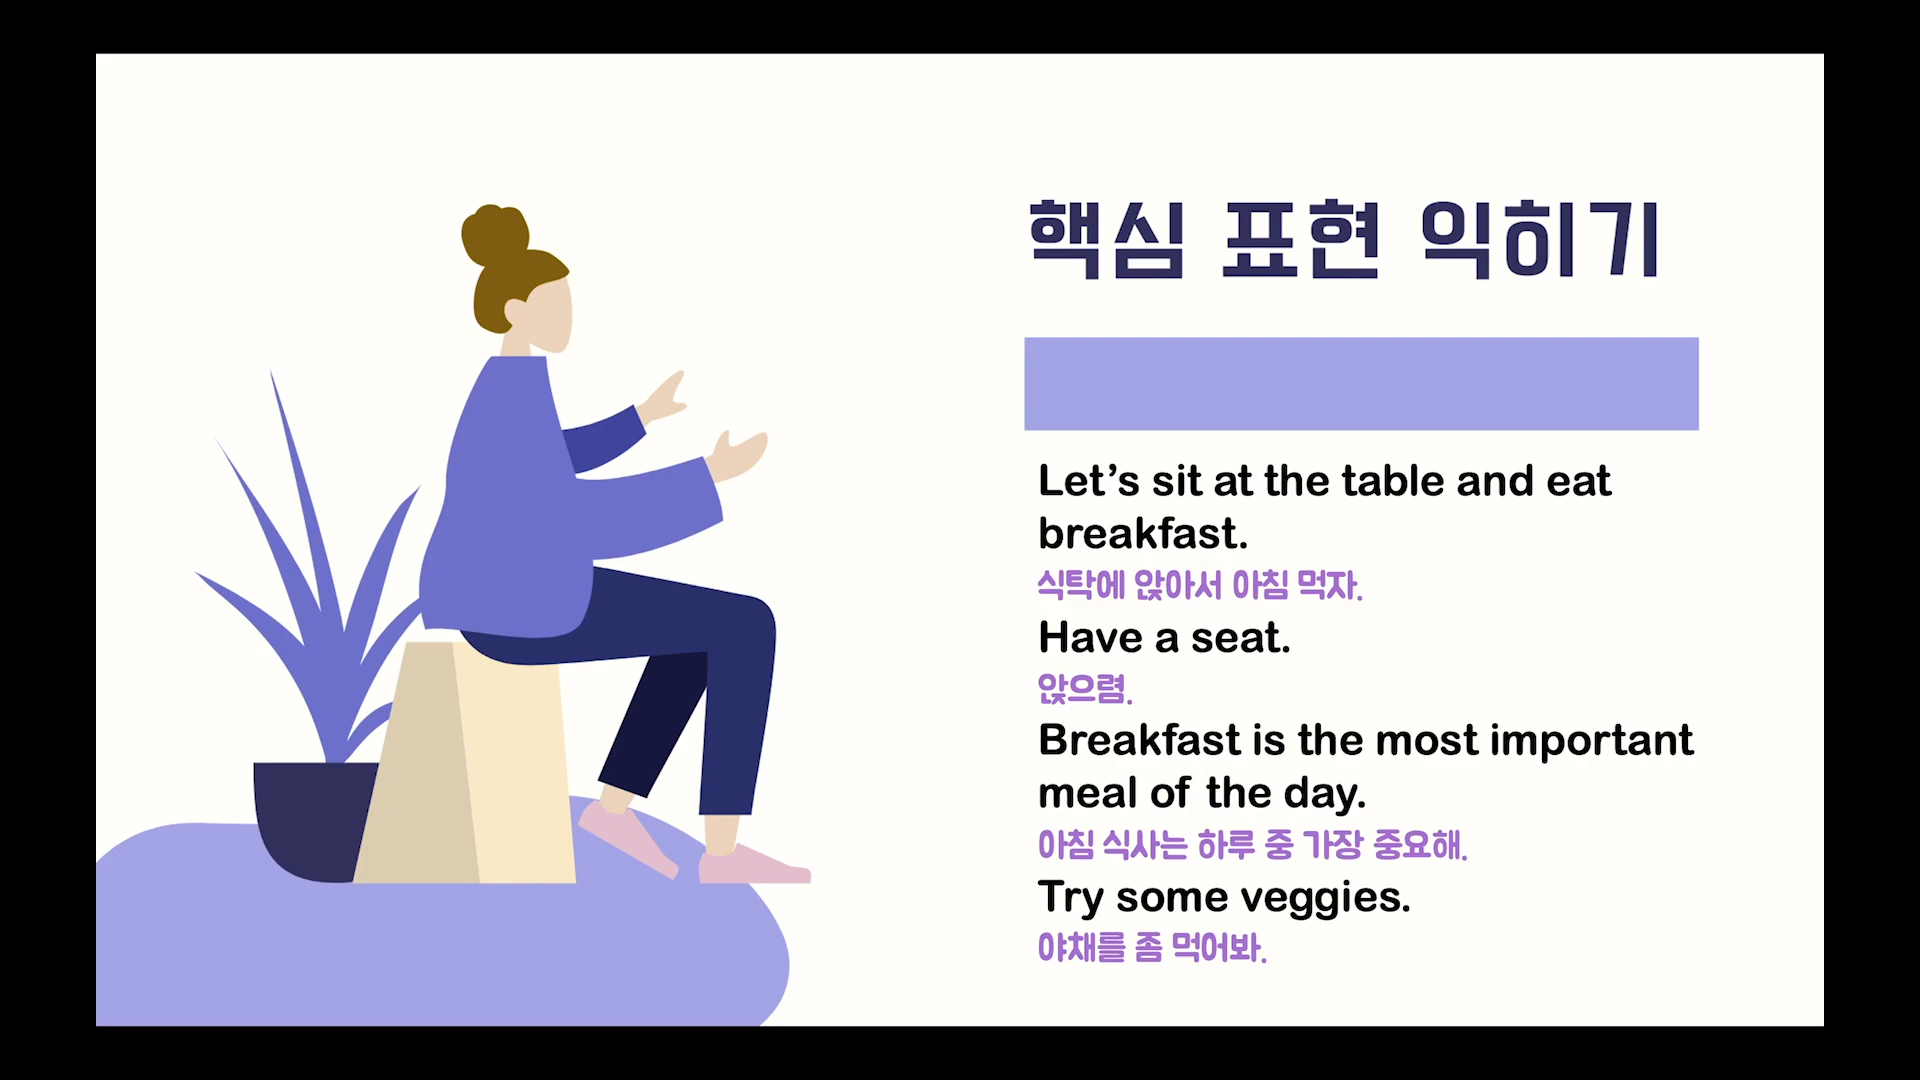 핵심 표현 익히기
Let’s sit at the table and eat
breakfast.
식탁에 앉아서 아침 먹자.
Have a seat.
앉으렴.
Breakfast is the most important
meal of the day.
아침 식사는 하루 중 가장 중요해.
Try some veggies.
야채를 좀 먹어봐.